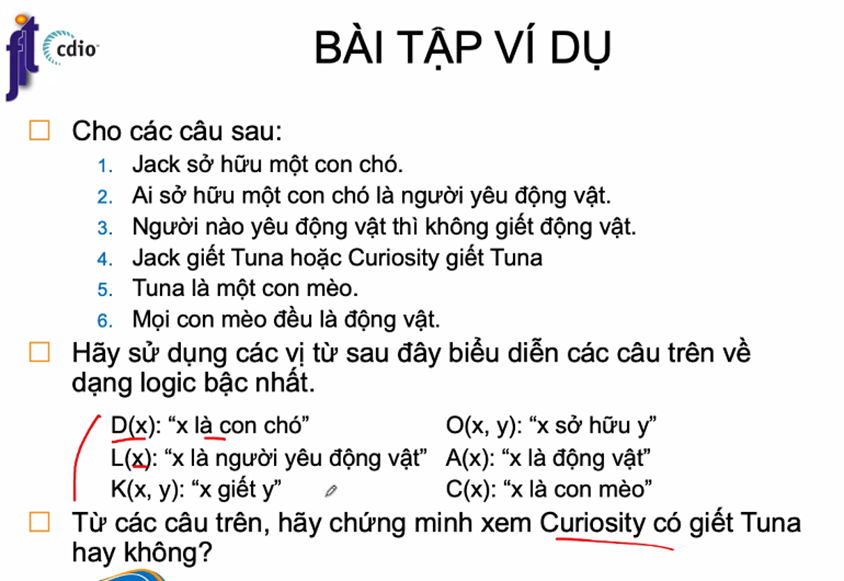 fit cdio
BÀI TẬP VÍ DỤ
Cho các câu sau:
1. Jack sở hữu một con chó.
2. Ai sở hữu một con chó là người yêu động vật.
3. Người nào yêu động vật thì không giết động vật.
4. Jack giết Tuna hoặc Curiosity giết Tuna
5. Tuna là một con mèo.
6. Mọi con mèo đều là động vật.
Hãy sử dụng các vị từ sau đây biểu diễn các câu trên về
dạng logic bậc nhất.
D(x): “x là con chó” O(x, y): “x sở hữu y”
L(x): “x là người yêu động vật” A(x): “x là động vật”
K(x, y): “x giết y” C(x): “x là con mèo”
Từ các câu trên, hãy chứng minh xem Curiosity có giết Tuna
hay không?